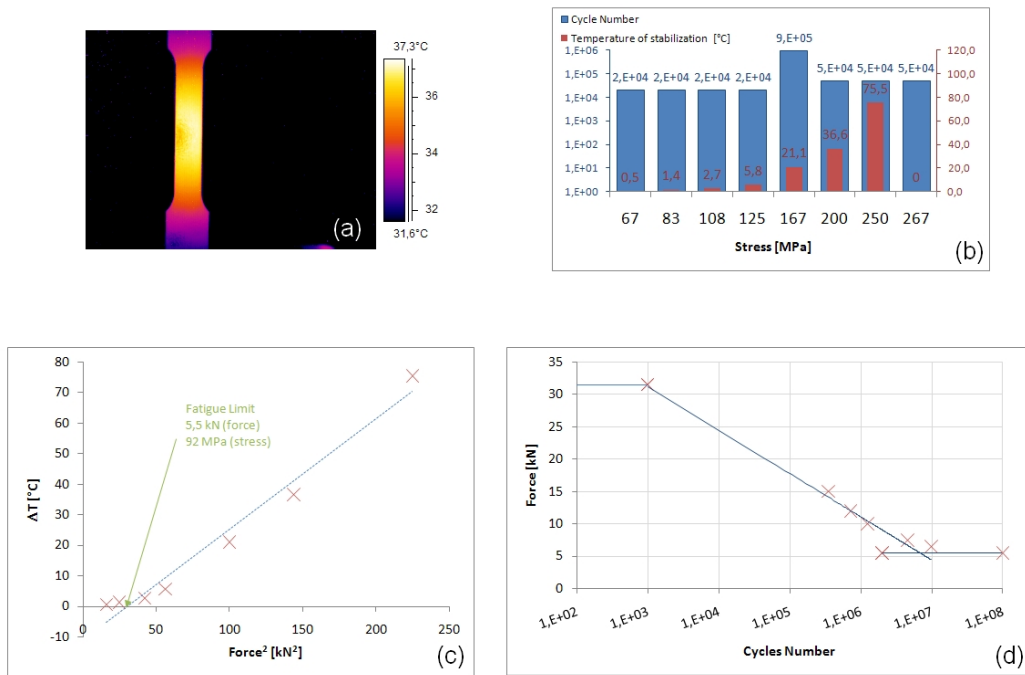 37,3°C
36
34
32
31,6°C
(a)
Cycle Number
Temperature of stabilization [°C]
9,E+05
1,E+06
1,E+05
1,E+04
1,E+03
1,E+02
1,E+01
1,E+00
2,E+04 2,E+04 2,E+04 2,E+04 5,E+04 5,E+04 5,E+04
0,5 1,4 2,7 5,8 21,1 36,6 75,5 0
120,0
100,0
80,0
60,0
40,0
20,0
0,0
67 83 108 125 167 200 250 267
Stress [MPa]
(b)
80
70
60
50
40
30
20
10
0
-10
ΔT [°C]
Fatigue Limit
5,5 kN (force)
92 MPa (stress)
0 50 100 150 200 250
Force² [kN²]
(c)
35
30
25
20
15
10
5
0
Force [kN]
1,E+02 1,E+03 1,E+04 1,E+05 1,E+06 1,E+07 1,E+08
Cycles Number
(d)